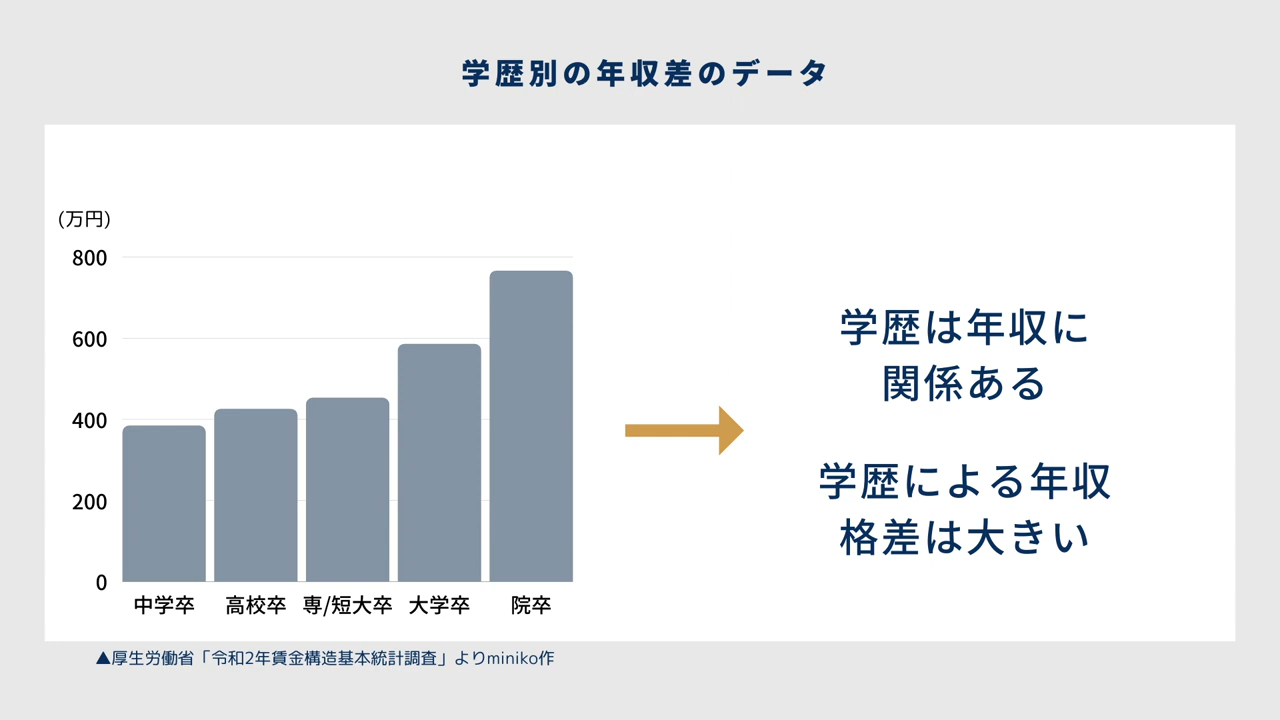 学歴別の年収差のデータ
(万円)
800
600
400
200
0
中学卒 高校卒 専/短大卒 大学卒 院卒
学歴は年収に
関係ある
学歴による年収
格差は大きい
▲厚生労働省「令和2年賃金構造基本統計調査」よりminiko作